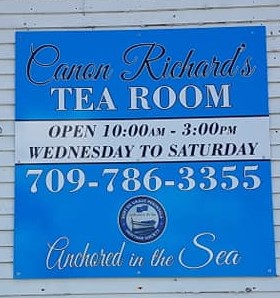 Canon Richard's
TEA ROOM
OPEN 10:00AM - 3:00PM
WEDNESDAY TO SATURDAY
709-786-3355
Anchored in the Sea